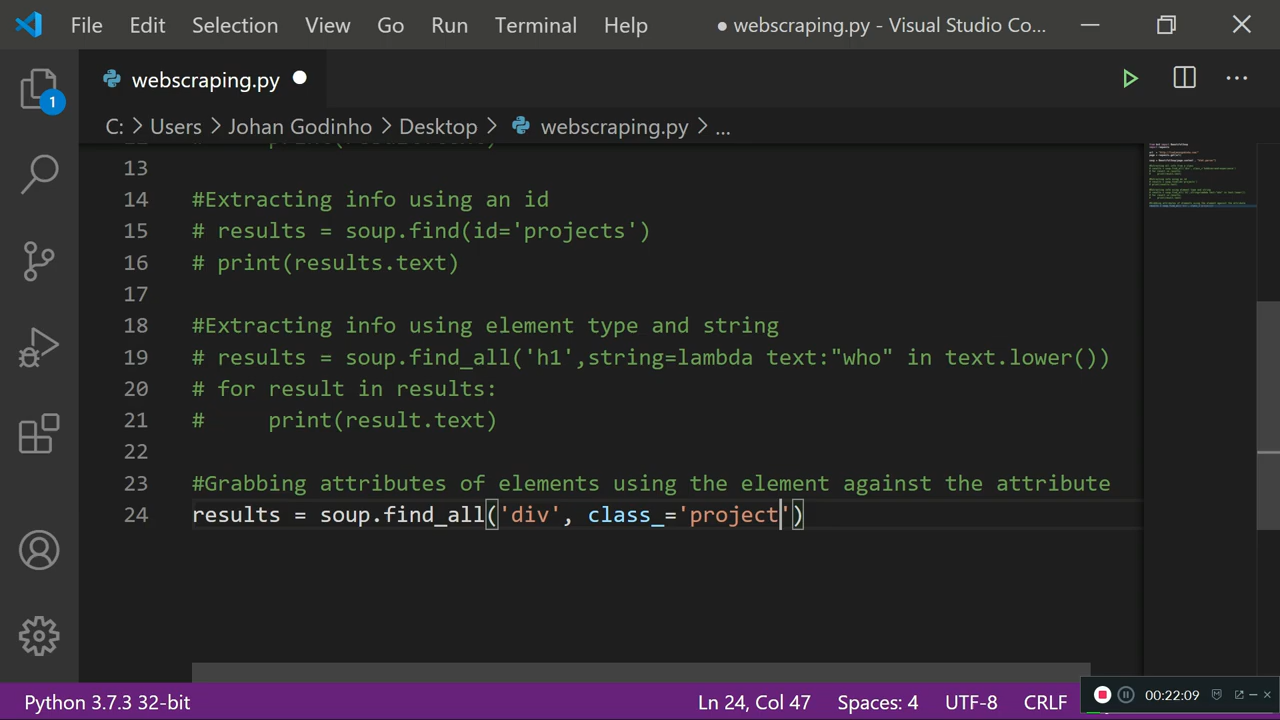 File Edit Selection View Go Run Terminal Help ● webscraping.py - Visual Studio Co...
webscraping.py
1
C: > Users > Johan Godinho > Desktop > webscraping.py > ...
13
14 #Extracting info using an id
15 # results = soup.find(id='projects')
16 # print(results.text)
17
18 #Extracting info using element type and string
19 # results = soup.find_all('h1',string=lambda text:"who" in text.lower())
20 # for result in results:
21 #     print(result.text)
22
23 #Grabbing attributes of elements using the element against the attribute
24 results = soup.find_all('div', class_='project')
Python 3.7.3 32-bit Ln 24, Col 47 Spaces: 4 UTF-8 CRLF 00:22:09